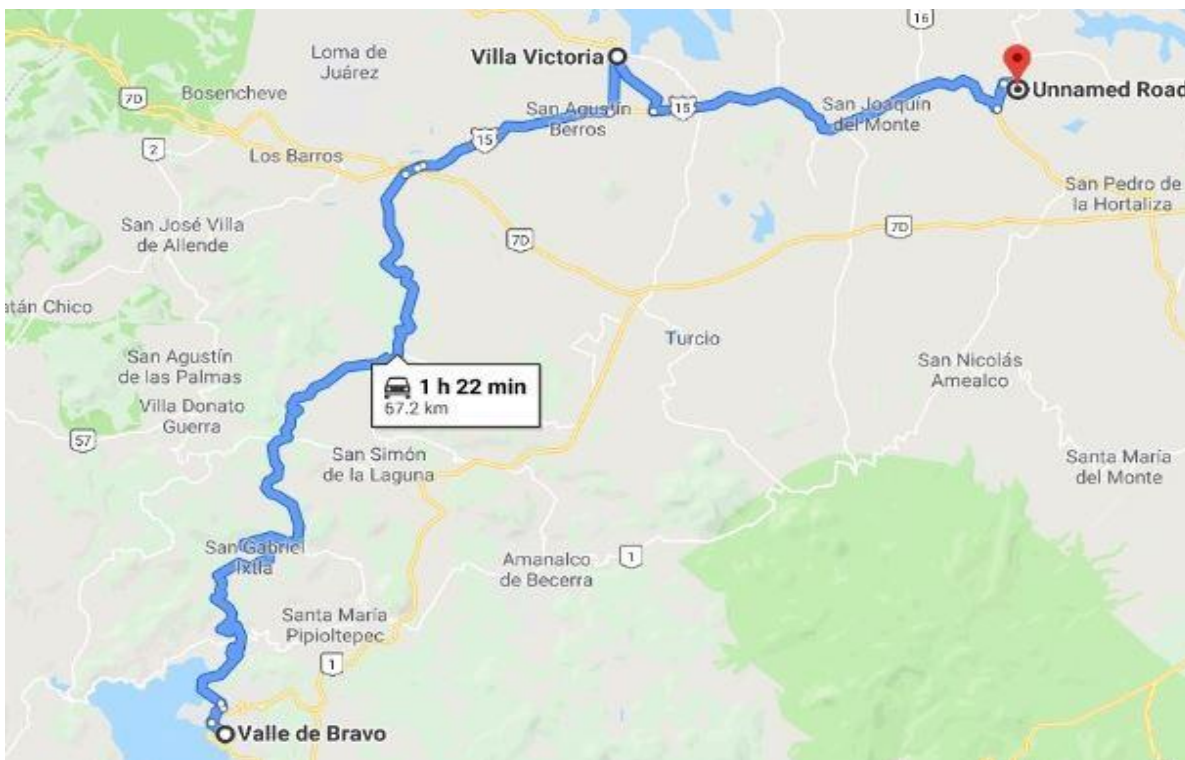 16
Loma de
Juárez
Villa Victoria
Unnamed Road
7D
Bosencheve
San Agustín
Berros
15
15
San Joaquín
del Monte
2
Los Barros
San Pedro de
la Hortaliza
San José Villa
de Allende
7D
7D
atán Chico
Turcio
San Agustín
de las Palmas
1 h 22 min
67.2 km
San Nicolás
Amealco
Villa Donato
Guerra
57
San Simón
de la Laguna
Santa María
del Monte
San Gabriel
Ixtla
Amanalco
de Becerra
1
Santa María
Pipioltepec
1
Valle de Bravo